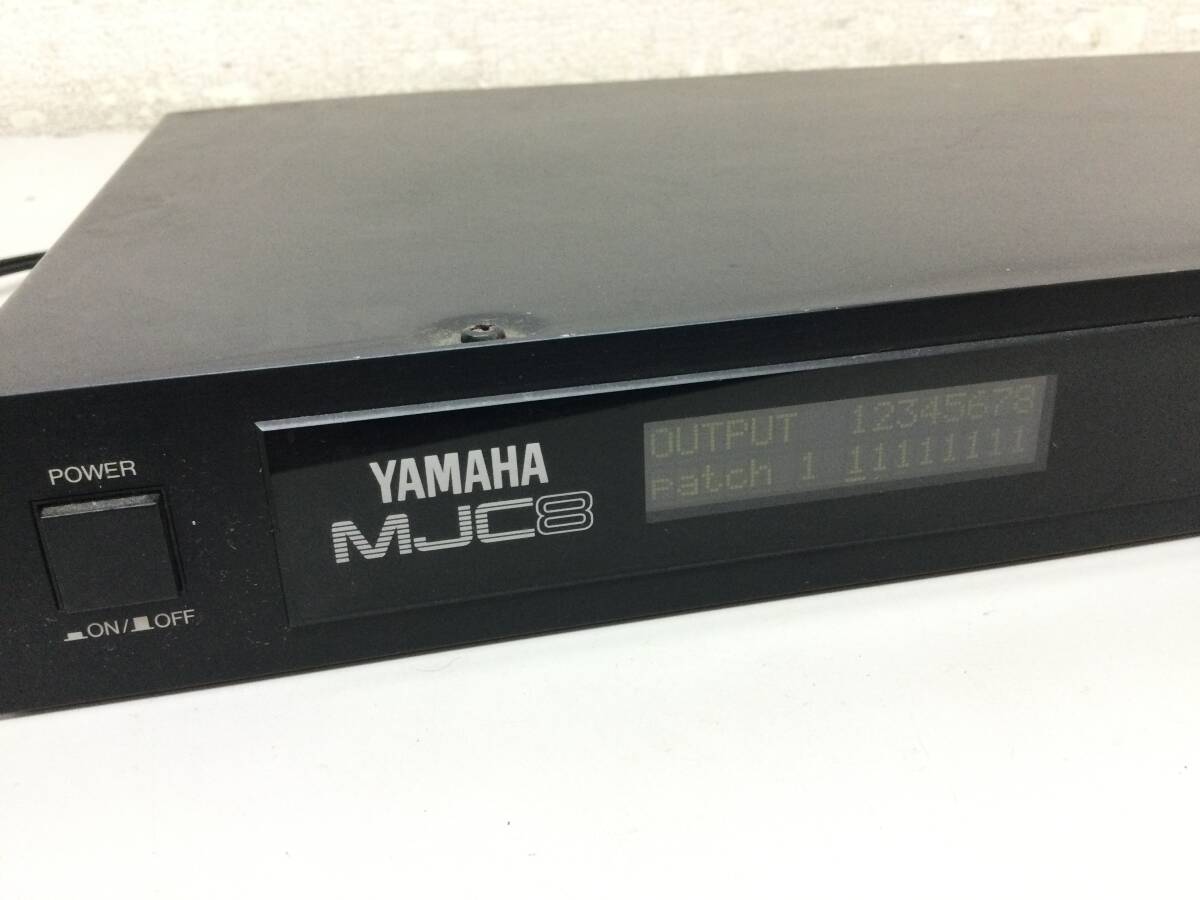 POWER
ON/OFF
YAMAHA
MJC8
OUTPUT 12345678
Patch 1 11111111